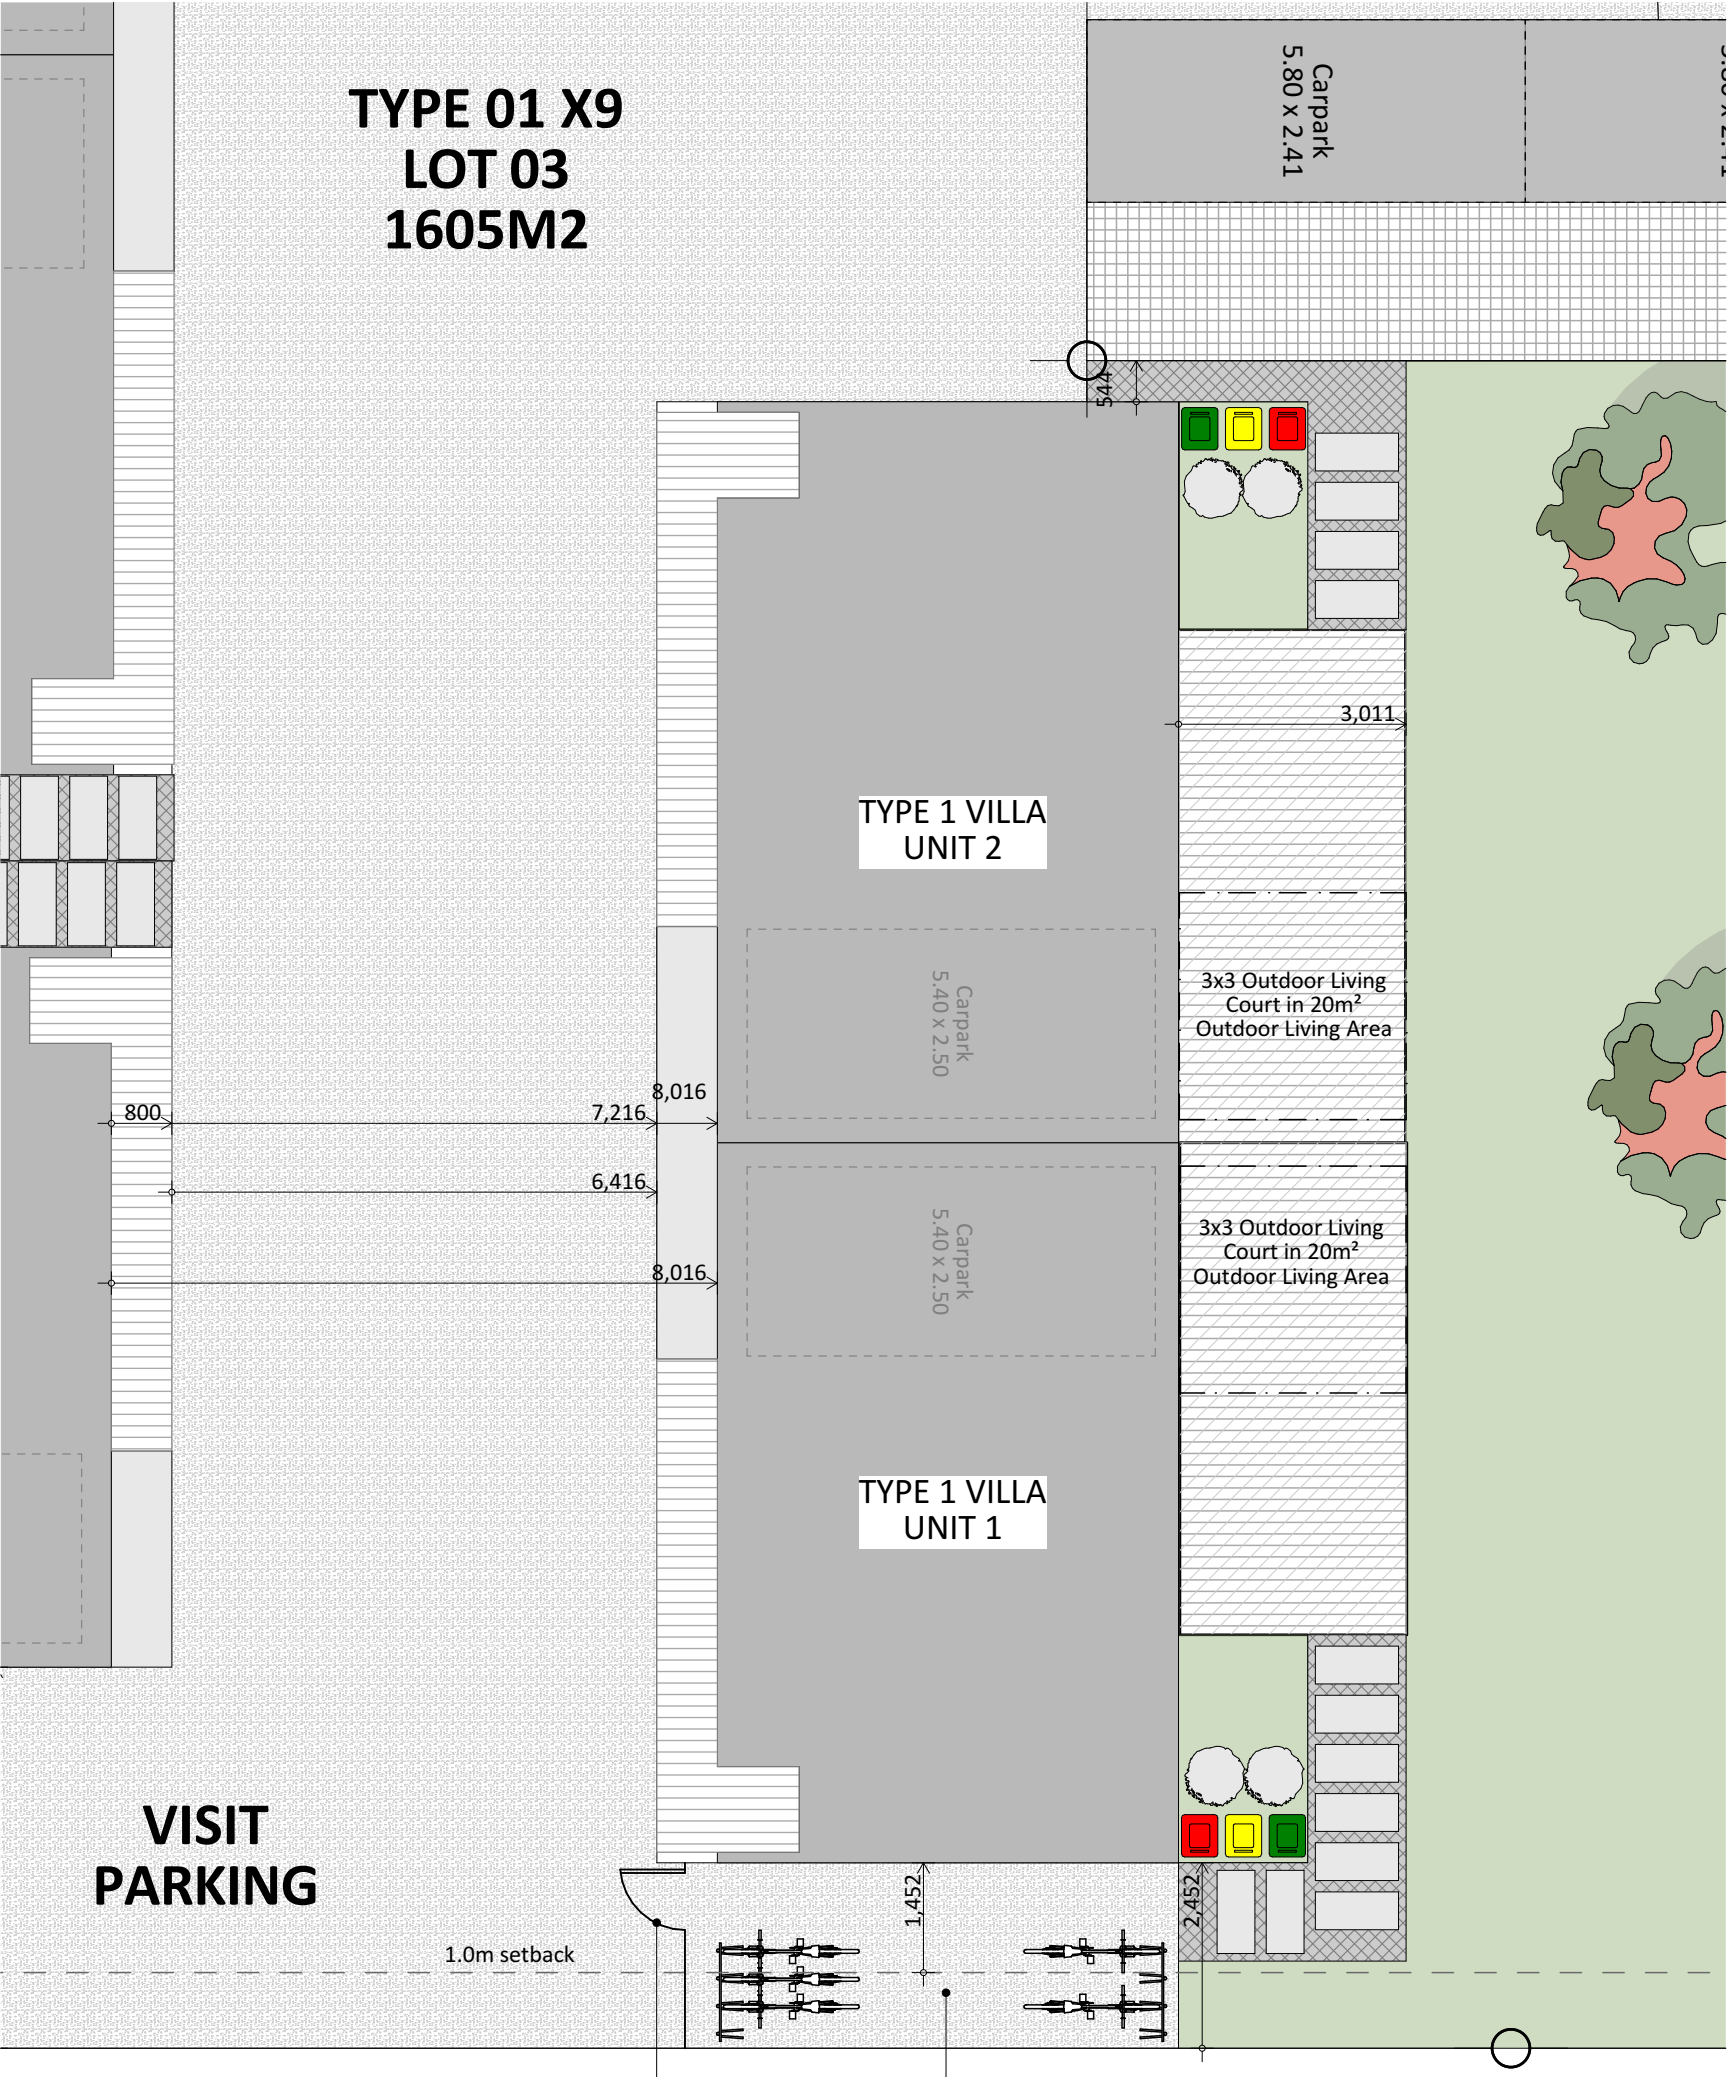 TYPE 01 X9
LOT 03
1605M2
Carpark
5.80 x 2.41
544
3,011
TYPE 1 VILLA
UNIT 2
Carpark
5.40 x 2.50
3x3 Outdoor Living
Court in 20m²
Outdoor Living Area
800
7,216
8,016
6,416
8,016
Carpark
5.40 x 2.50
3x3 Outdoor Living
Court in 20m²
Outdoor Living Area
TYPE 1 VILLA
UNIT 1
VISIT
PARKING
1,452
2,452
1.0m setback